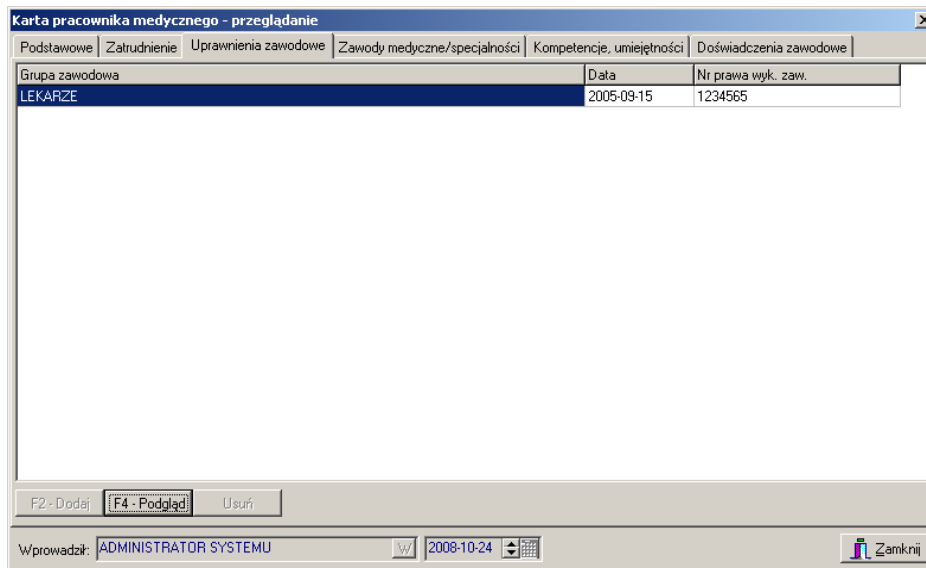 Karta pracownika medycznego - przeglądanie
Podstawowe Zatrudnienie Uprawnienia zawodowe Zawody medyczne/specjalności Kompetencje, umiejętności Doświadczenia zawodowe
Grupa zawodowa Data Nr prawa wyk. zaw.
LEKARZE 2005-09-15 1234565
F2 - Dodaj F4 - Podgląd Usuń
Wprowadził: ADMINISTRATOR SYSTEMU W 2008-10-24 Zamknij